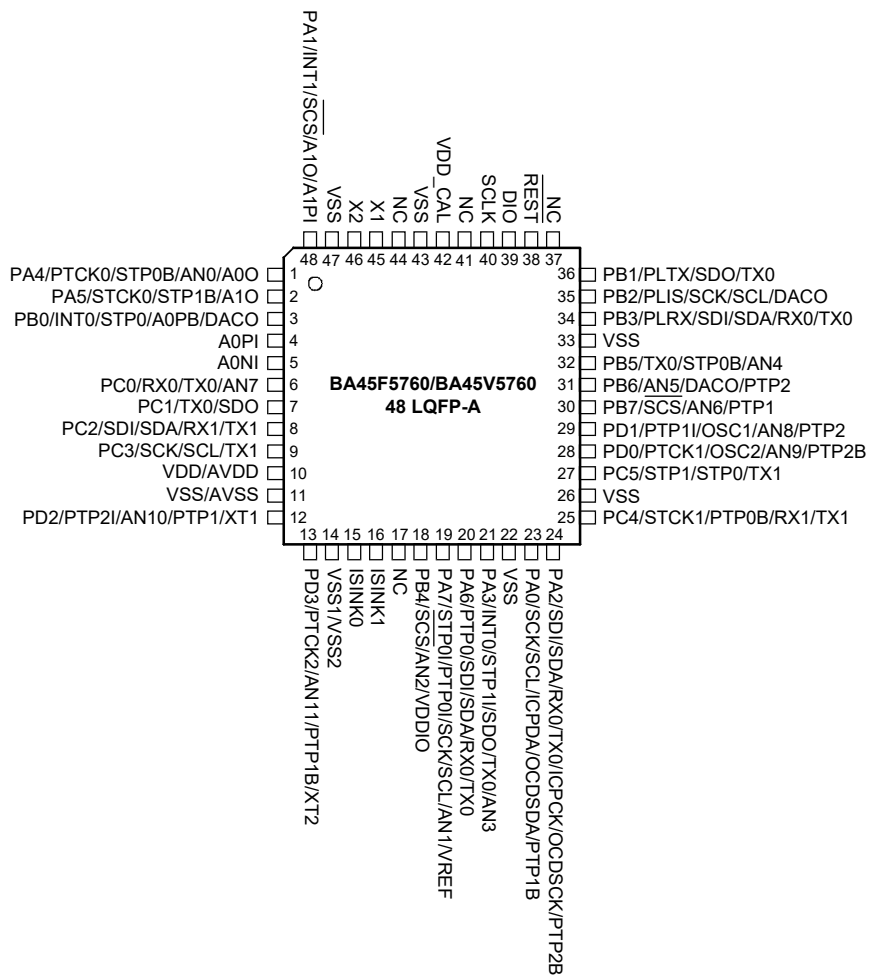 PA1/INT1/SCS/A1O/A1PI
VSS
X2
X1
NC
VSS
VDD_CAL
NC
SCLK
DIO
REST
NC
48
47
46
45
44
43
42
41
40
39
38
37
PA4/PTCK0/STP0B/AN0/A0O
1
PA5/STCK0/STP1B/A1O
2
PB0/INT0/STP0/A0PB/DACO
3
A0PI
4
A0NI
5
PC0/RX0/TX0/AN7
6
PC1/TX0/SDO
7
PC2/SDI/SDA/RX1/TX1
8
PC3/SCK/SCL/TX1
9
VDD/AVDD
10
VSS/AVSS
11
PD2/PTP2I/AN10/PTP1/XT1
12
BA45F5760/BA45V5760
48 LQFP-A
36
PB1/PLTX/SDO/TX0
35
PB2/PLIS/SCK/SCL/DACO
34
PB3/PLRX/SDI/SDA/RX0/TX0
33
VSS
32
PB5/TX0/STP0B/AN4
31
PB6/AN5/DACO/PTP2
30
PB7/SCS/AN6/PTP1
29
PD1/PTP1I/OSC1/AN8/PTP2
28
PD0/PTCK1/OSC2/AN9/PTP2B
27
PC5/STP1/STP0/TX1
26
VSS
25
PC4/STCK1/PTP0B/RX1/TX1
13
14
15
16
17
18
19
20
21
22
23
24
PD3/PTCK2/AN11/PTP1B/XT2
VSS1/VSS2
ISINK0
ISINK1
NC
PB4/SCS/AN2/VDDIO
PA7/STP0I/PTP0I/SCK/SCL/AN1/VREF
PA6/PTP0/SDI/SDA/RX0/TX0
PA3/INT0/STP1I/SDO/TX0/AN3
VSS
PA0/SCK/SCL/ICPDA/OCDSDA/PTP1B
PA2/SDI/SDA/RX0/TX0/ICPCK/OCDSCK/PTP2B